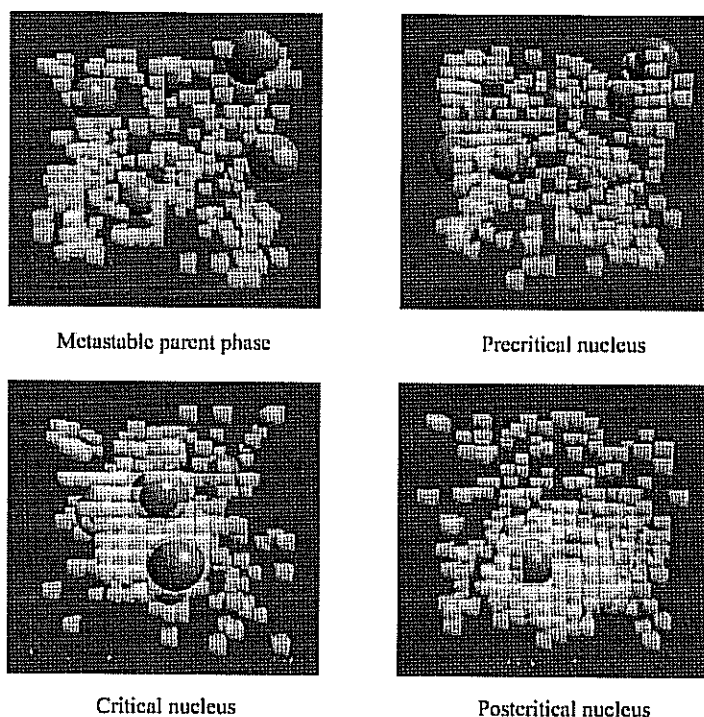 Metastable parent phase
Precritical nucleus
Critical nucleus
Postcritical nucleus